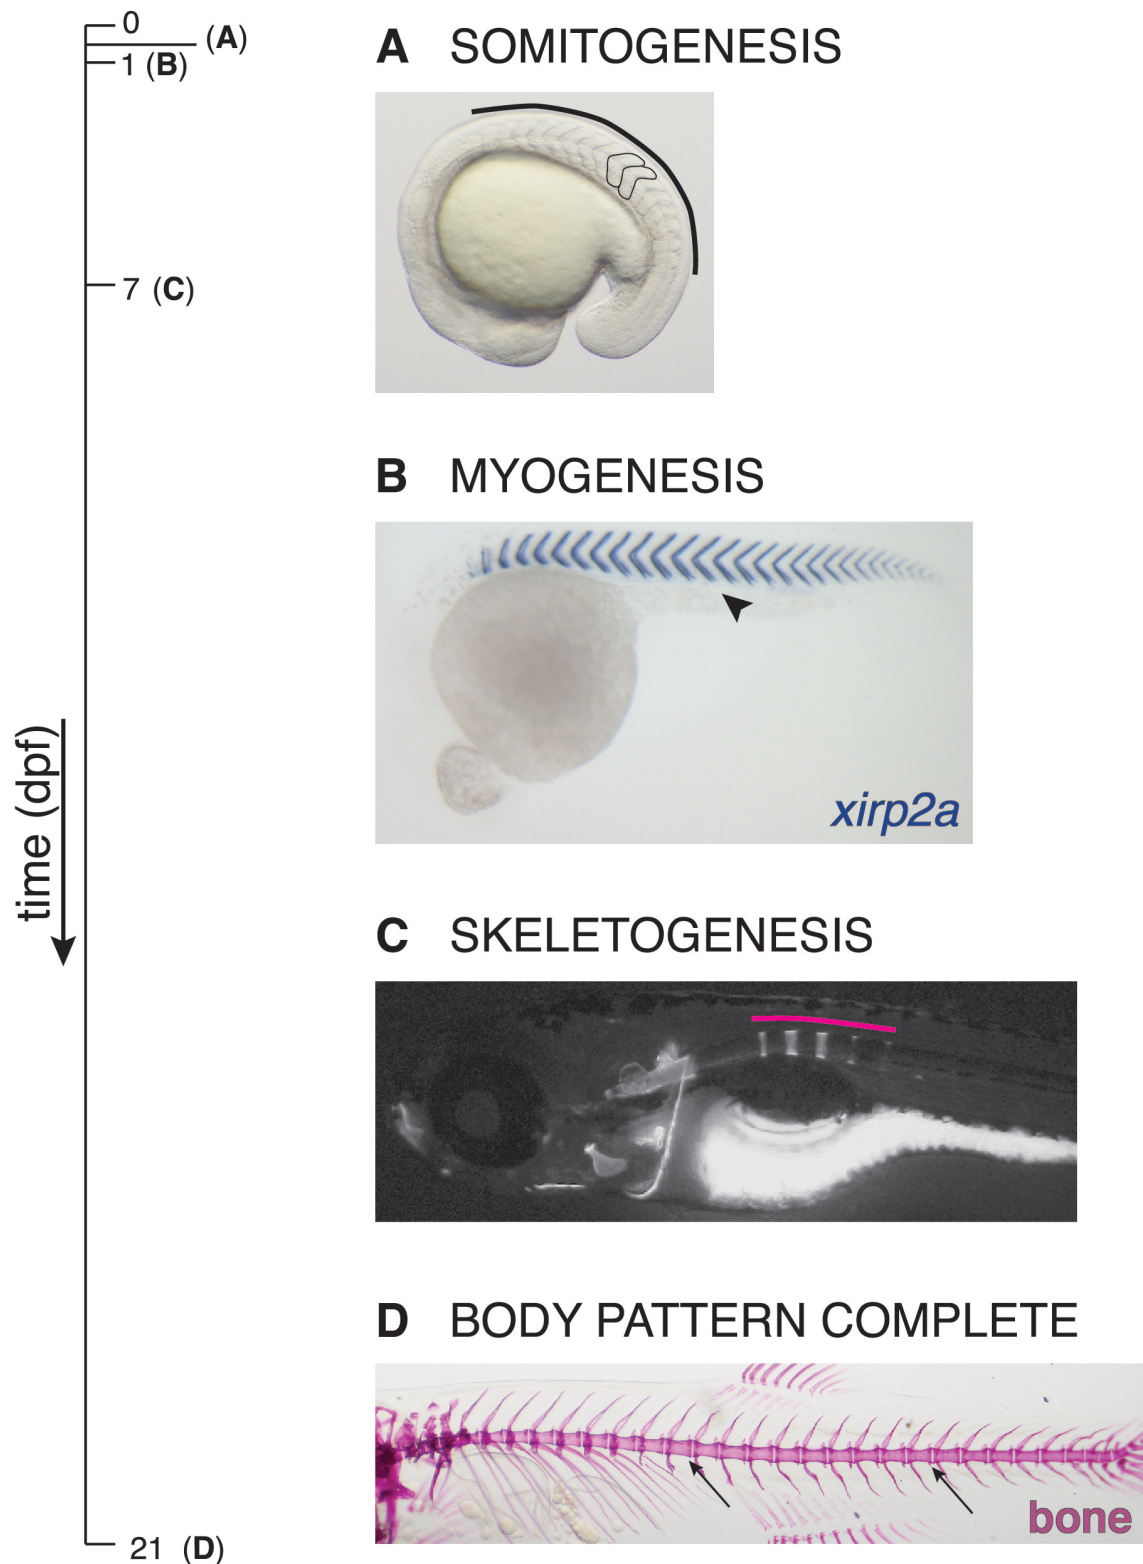 0
(A)
1 (B)
7 (C)
time (dpf)
21 (D)
A SOMITOGENESIS
B MYOGENESIS
xirp2a
C SKELETOGENESIS
D BODY PATTERN COMPLETE
bone